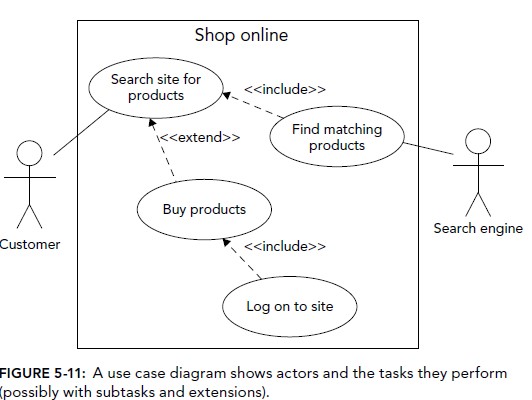 Shop online
Search site for
products
<<include>>
<<extend>>
Find matching
products
Customer
Search engine
Buy products
<<include>>
Log on to site
FIGURE 5-11: A use case diagram shows actors and the tasks they perform
(possibly with subtasks and extensions).